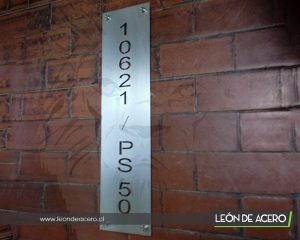 10621 / PS 50
www.leondeacero.cl
LEÓN DE ACERO